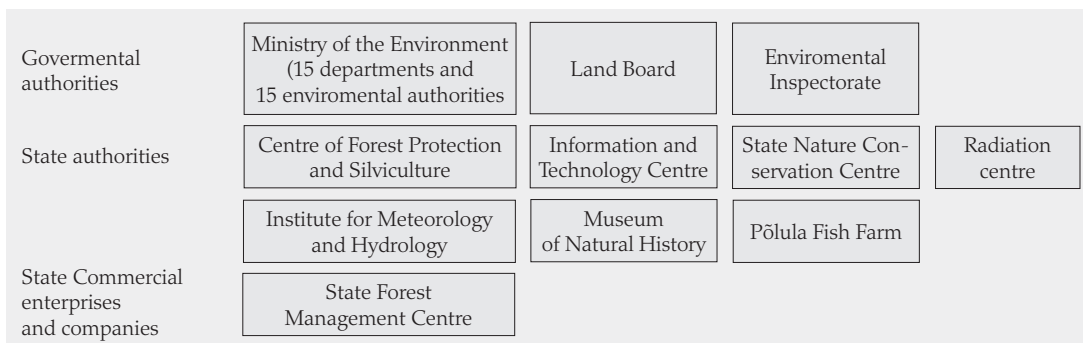 Govermental
authorities
Ministry of the Environment
(15 departments and
15 enviromental authorities
Land Board
Enviromental
Inspectorate
State authorities
Centre of Forest Protection
and Silviculture
Information and
Technology Centre
State Nature Con-
servation Centre
Radiation
centre
Institute for Meteorology
and Hydrology
Museum
of Natural History
Põlula Fish Farm
State Commercial
enterprises
and companies
State Forest
Management Centre